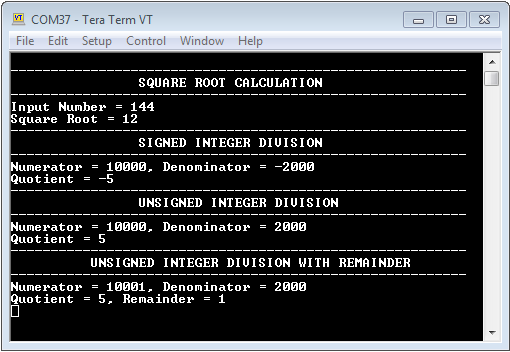 COM37 - Tera Term VT
File Edit Setup Control Window Help
SQUARE ROOT CALCULATION
Input Number = 144
Square Root = 12
SIGNED INTEGER DIVISION
Numerator = 10000, Denominator = -2000
Quotient = -5
UNSIGNED INTEGER DIVISION
Numerator = 10000, Denominator = 2000
Quotient = 5
UNSIGNED INTEGER DIVISION WITH REMAINDER
Numerator = 10001, Denominator = 2000
Quotient = 5, Remainder = 1